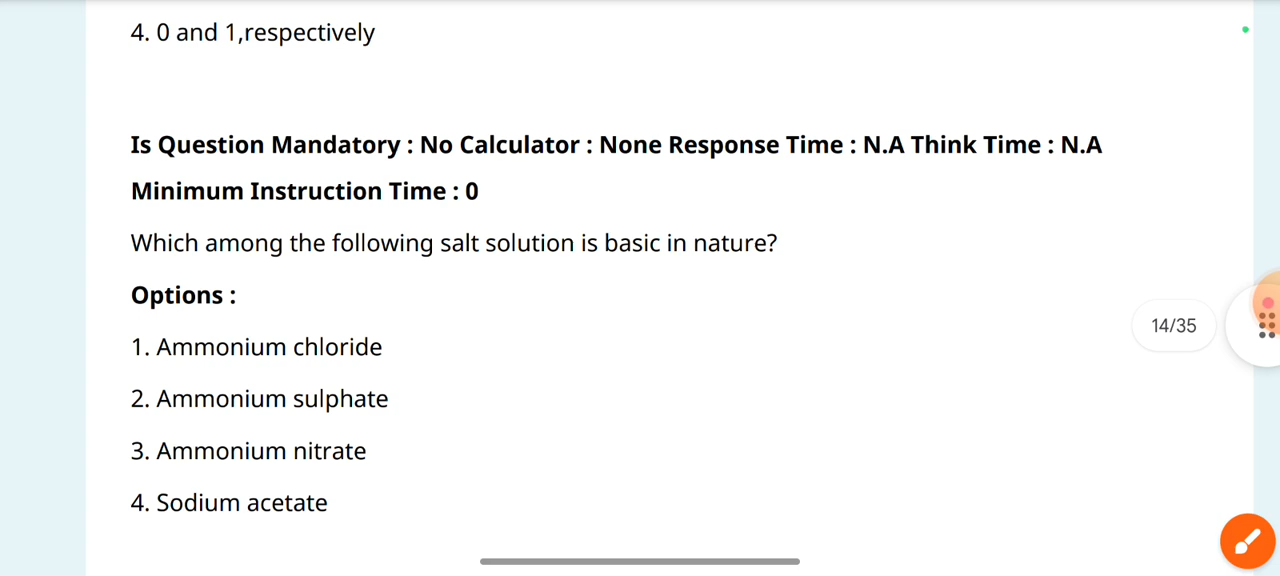 4. 0 and 1,respectively
Is Question Mandatory : No Calculator : None Response Time : N.A Think Time : N.A
Minimum Instruction Time : 0
Which among the following salt solution is basic in nature?
Options :
1. Ammonium chloride
14/35
2. Ammonium sulphate
3. Ammonium nitrate
4. Sodium acetate